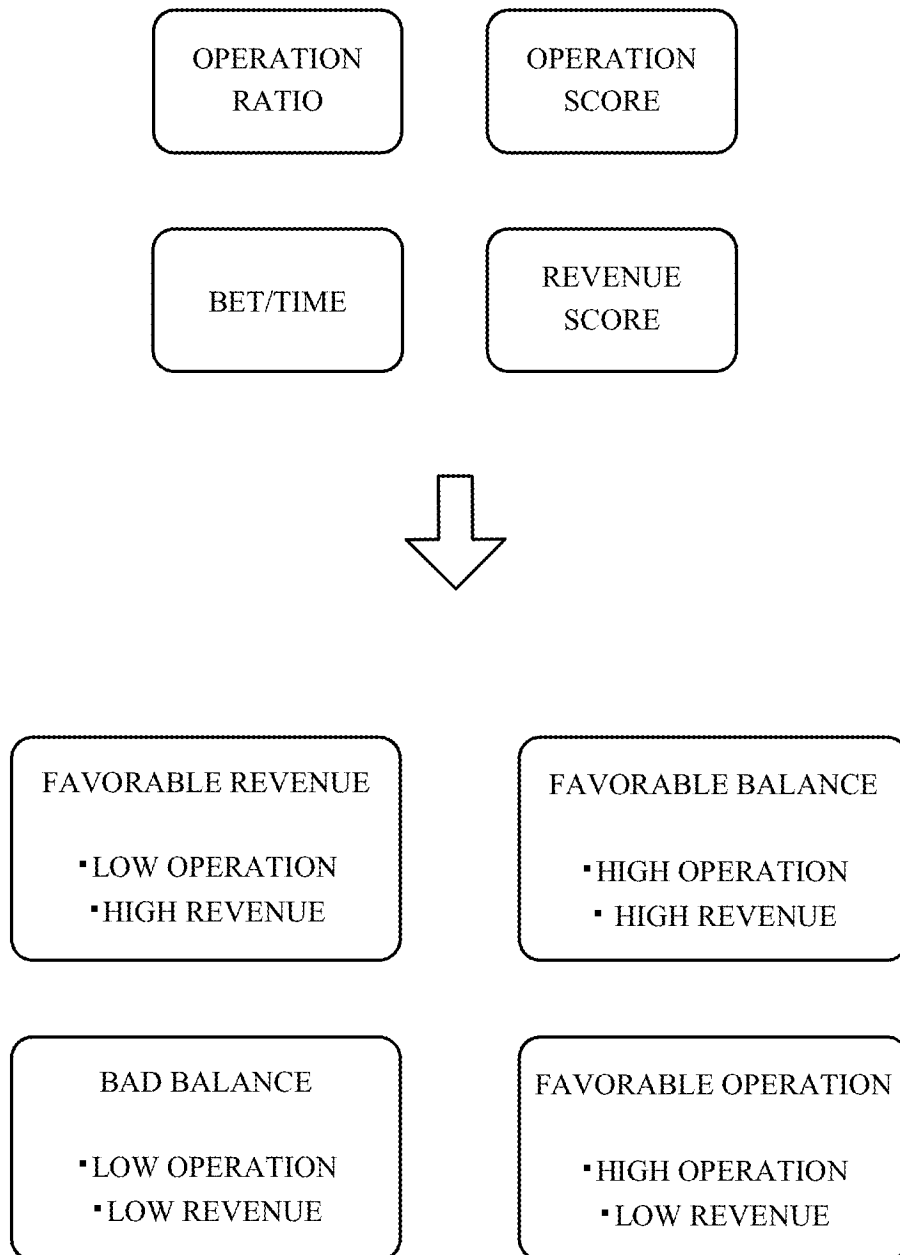 OPERATION
RATIO
OPERATION
SCORE
BET/TIME
REVENUE
SCORE
FAVORABLE REVENUE
▪LOW OPERATION
▪HIGH REVENUE
FAVORABLE BALANCE
▪HIGH OPERATION
▪ HIGH REVENUE
BAD BALANCE
▪LOW OPERATION
▪LOW REVENUE
FAVORABLE OPERATION
▪HIGH OPERATION
▪ LOW REVENUE